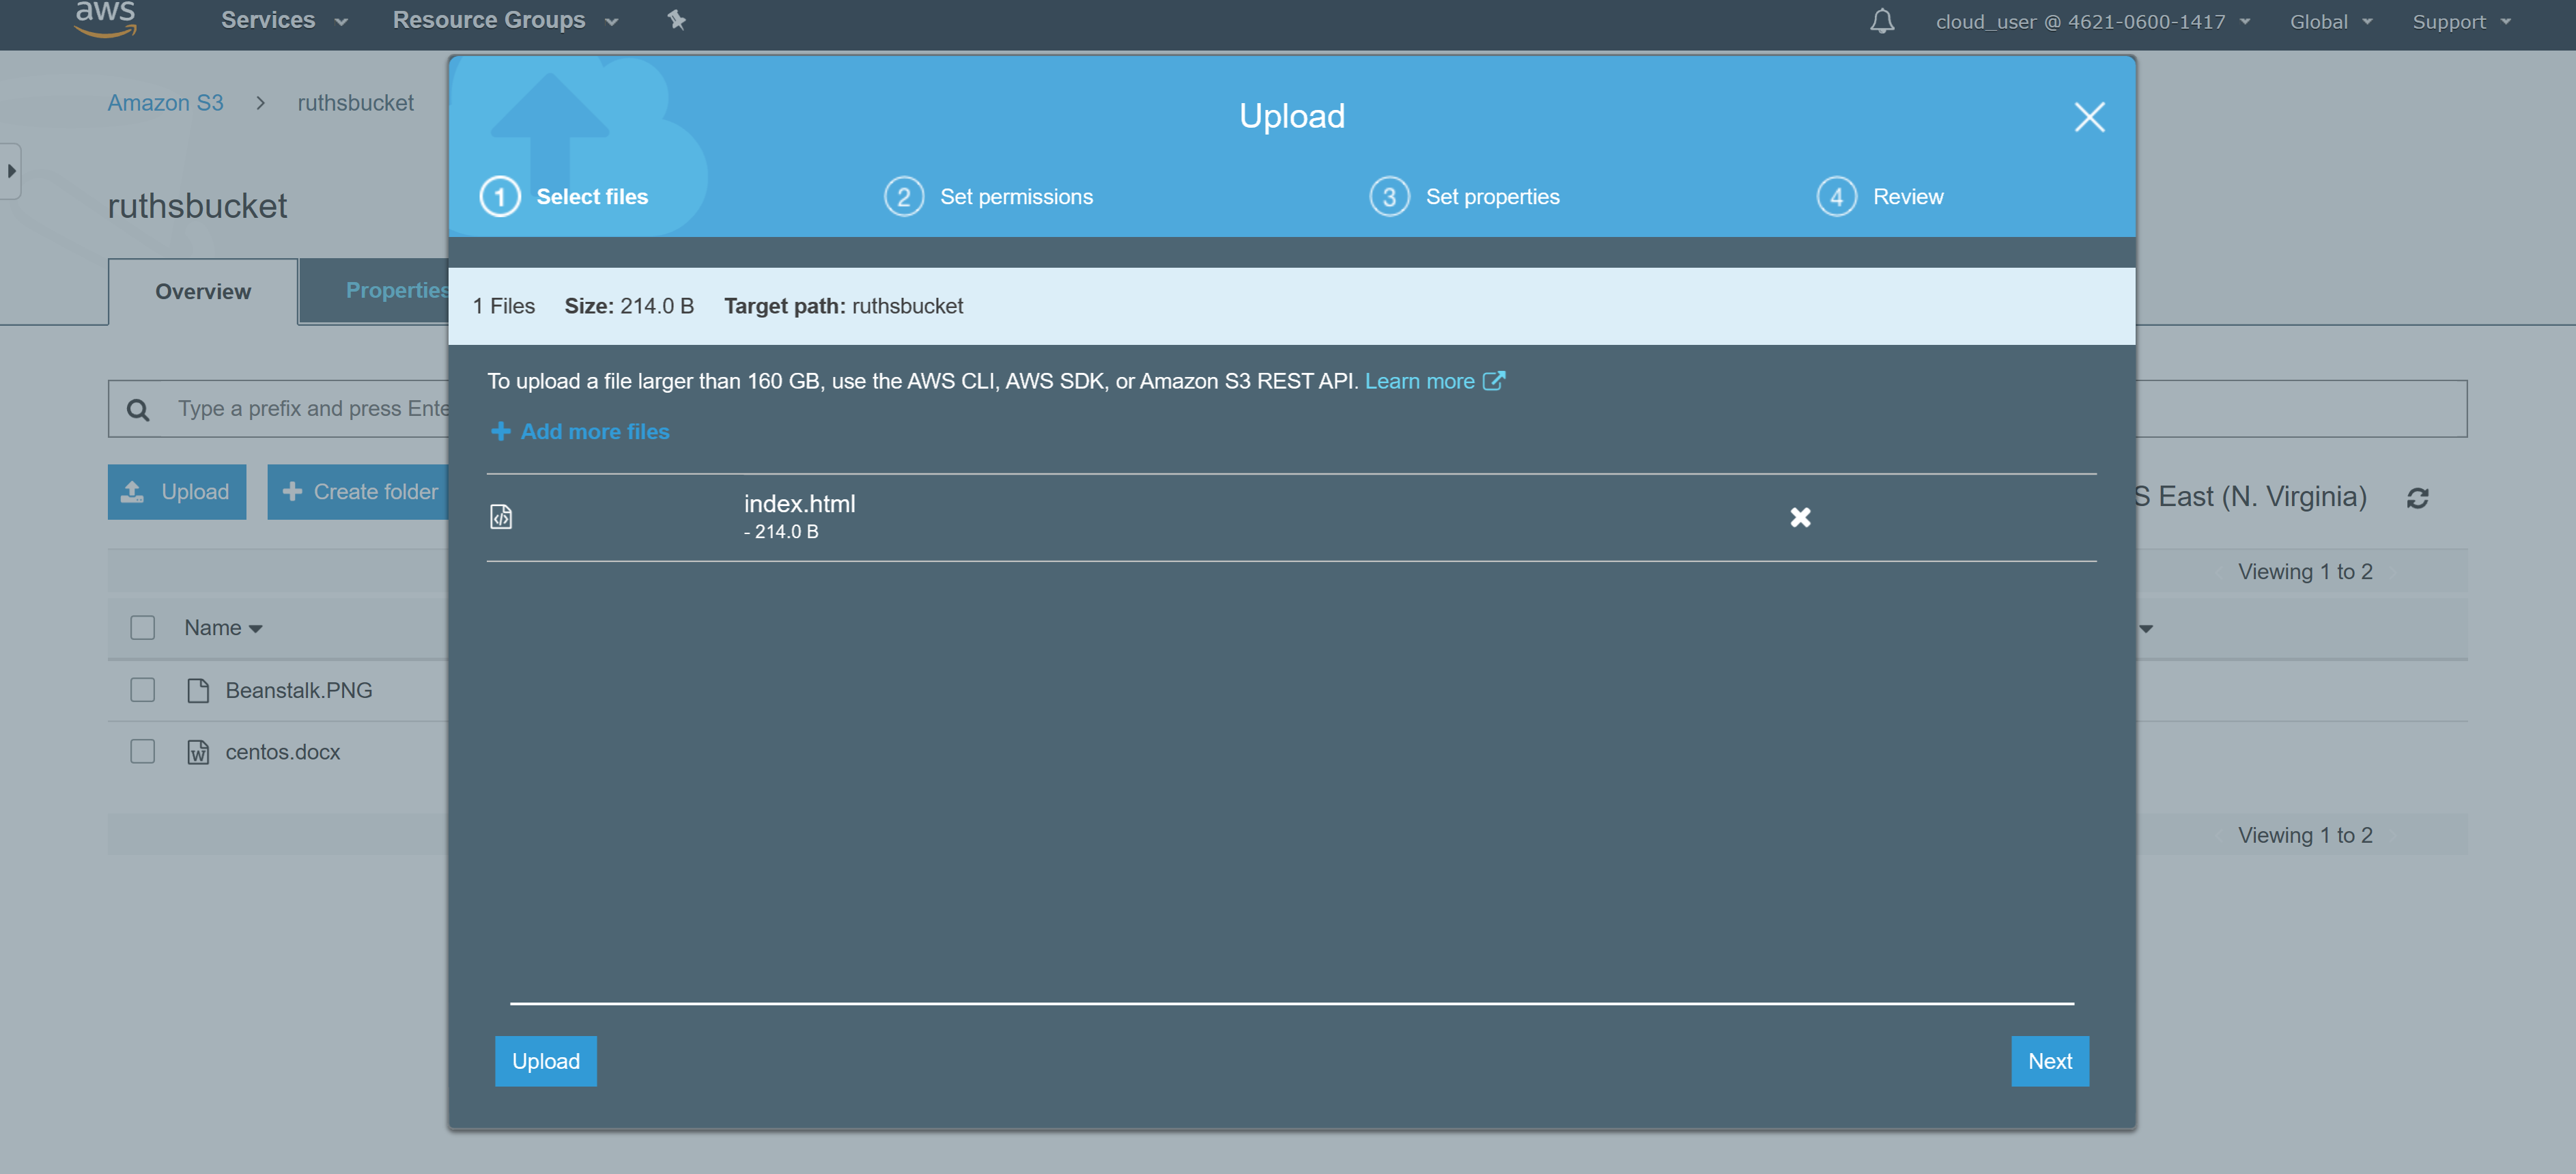 aws Services Resource Groups cloud_user @ 4621-0600-1417 Global Support
Amazon S3 > ruthsbucket
ruthsbucket
Overview Properties
Type a prefix and press Ente
Upload Create folder
S East (N. Virginia)
Viewing 1 to 2
Name
Beanstalk.PNG
centos.docx
Viewing 1 to 2
Upload
1 Select files 2 Set permissions 3 Set properties 4 Review
1 Files Size: 214.0 B Target path: ruthsbucket
To upload a file larger than 160 GB, use the AWS CLI, AWS SDK, or Amazon S3 REST API. Learn more
Add more files
index.html
- 214.0 B
Upload Next